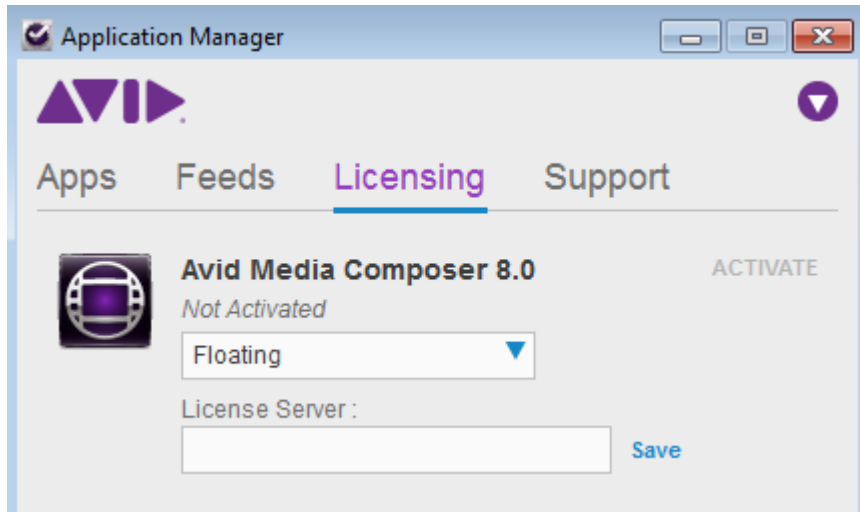 Application Manager
AVID
Apps Feeds Licensing Support
Avid Media Composer 8.0 ACTIVATE
Not Activated
Floating
License Server :
Save